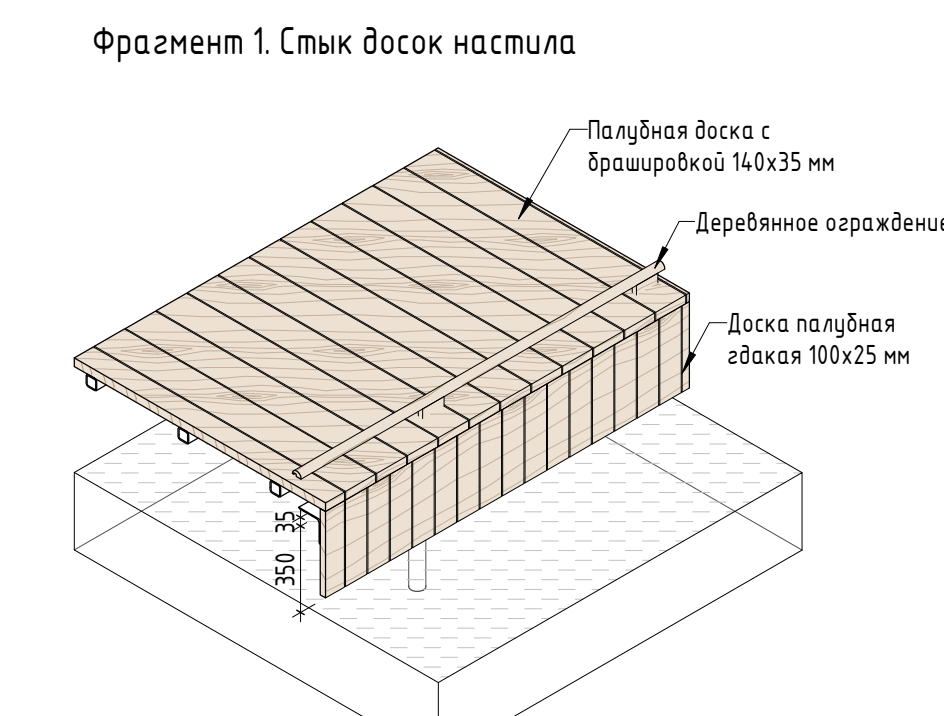 Фрагмент 1. Стык досок настила
Палубная доска с
брашировкой 140х35 мм
Деревянное ограждение
Доска палубная
гдакая 100х25 мм
35
350